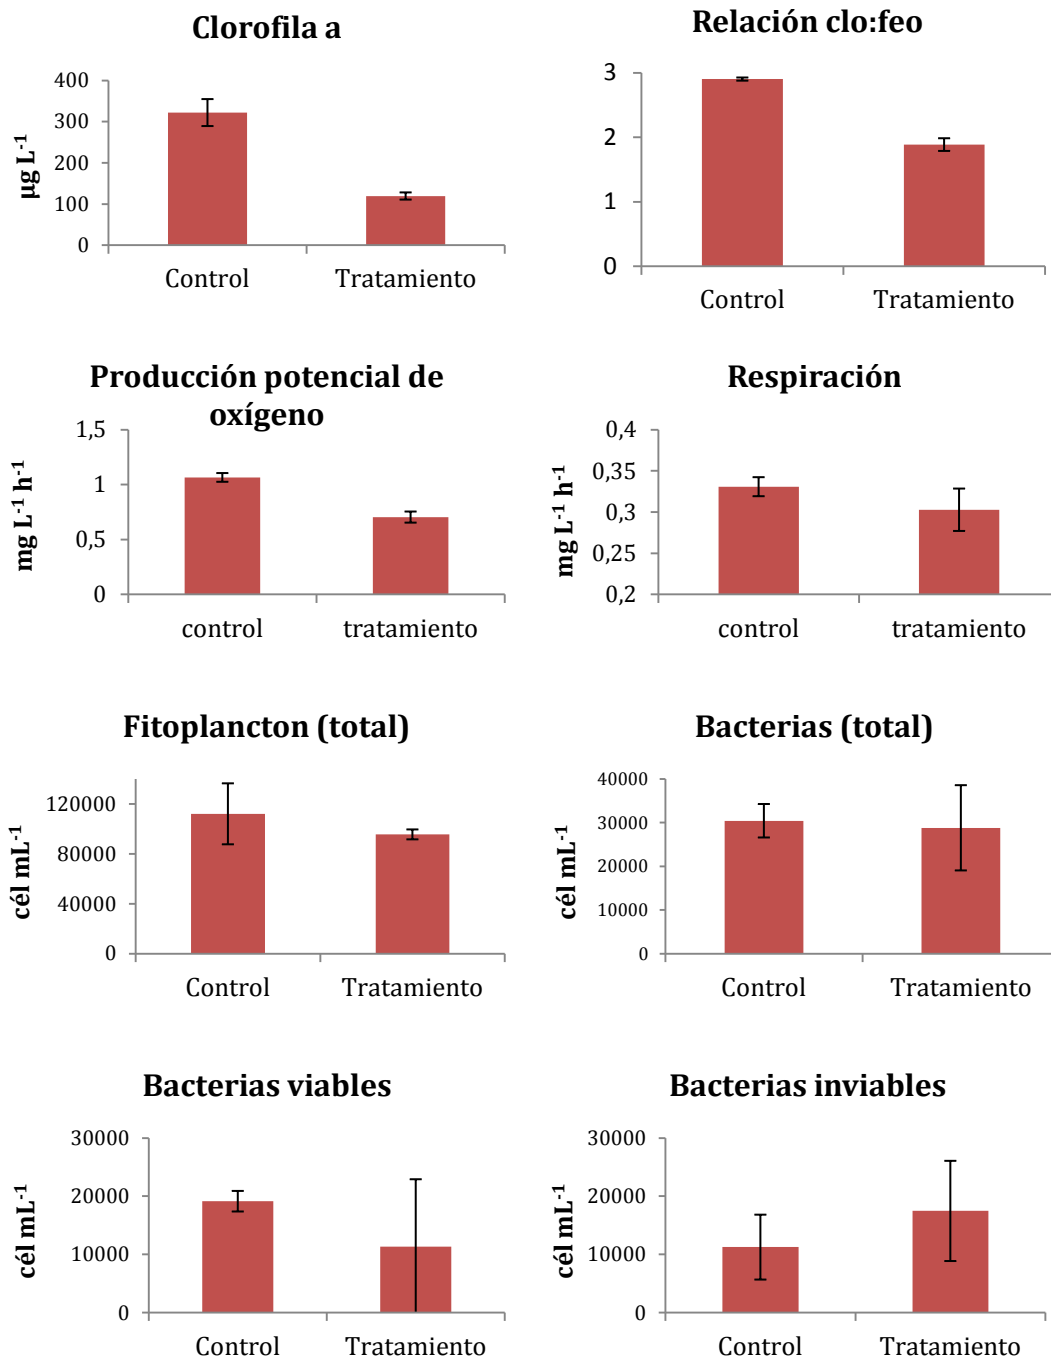 Clorofila a
µg L-1
400
300
200
100
0
Control Tratamiento
Relación clo:feo
3
2
1
0
Control Tratamiento
Producción potencial de
oxígeno
mg L-1 h-1
1,5
1
0,5
0
control tratamiento
Respiración
mg L-1 h-1
0,4
0,35
0,3
0,25
0,2
control tratamiento
Fitoplancton (total)
cél mL-1
120000
80000
40000
0
Control Tratamiento
Bacterias (total)
cél mL-1
40000
30000
20000
10000
0
Control Tratamiento
Bacterias viables
cél mL-1
30000
20000
10000
0
Control Tratamiento
Bacterias inviables
cél mL-1
30000
20000
10000
0
Control Tratamiento